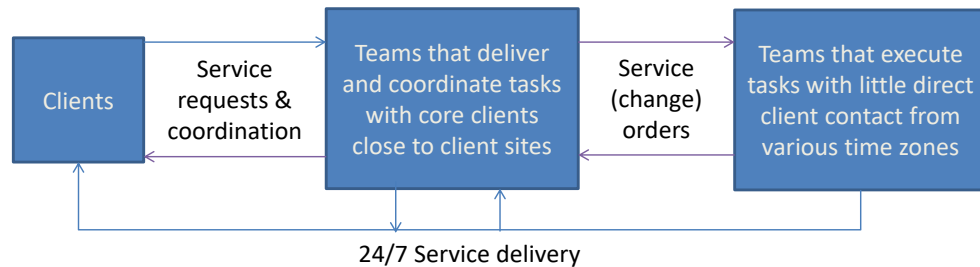 Clients
Service
requests &
coordination
Teams that deliver
and coordinate tasks
with core clients
close to client sites
Service
(change)
orders
Teams that execute
tasks with little direct
client contact from
various time zones
24/7 Service delivery